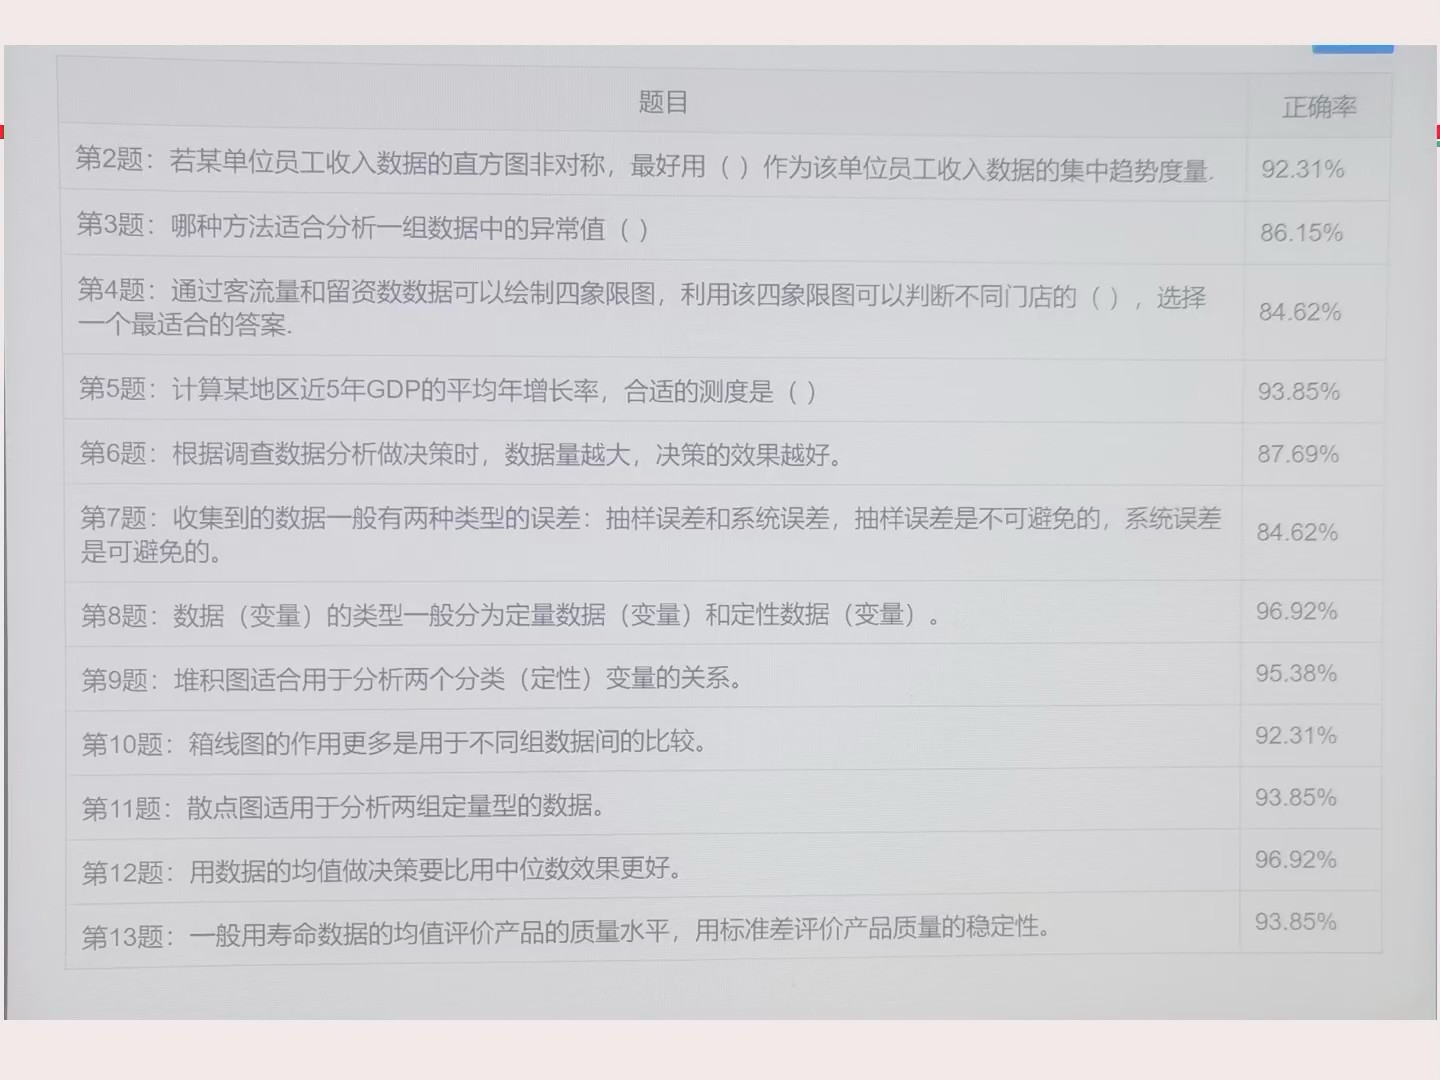 题目 正确率
第2题：若某单位员工收入数据的直方图非对称，最好用（ ）作为该单位员工收入数据的集中趋势度量. 92.31%
第3题：哪种方法适合分析一组数据中的异常值（ ） 86.15%
第4题：通过客流量和留资数数据可以绘制四象限图，利用该四象限图可以判断不同门店的（ ），选择
一个最适合的答案. 84.62%
第5题：计算某地区近5年GDP的平均年增长率，合适的测度是（ ） 93.85%
第6题：根据调查数据分析做决策时，数据量越大，决策的效果越好。 87.69%
第7题：收集到的数据一般有两种类型的误差：抽样误差和系统误差，抽样误差是不可避免的，系统误差
是可避免的。 84.62%
第8题：数据（变量）的类型一般分为定量数据（变量）和定性数据（变量）。 96.92%
第9题：堆积图适合用于分析两个分类（定性）变量的关系。 95.38%
第10题：箱线图的作用更多是用于不同组数据间的比较。 92.31%
第11题：散点图适用于分析两组定量型的数据。 93.85%
第12题：用数据的均值做决策要比用中位数效果更好。 96.92%
第13题：一般用寿命数据的均值评价产品的质量水平，用标准差评价产品质量的稳定性。 93.85%